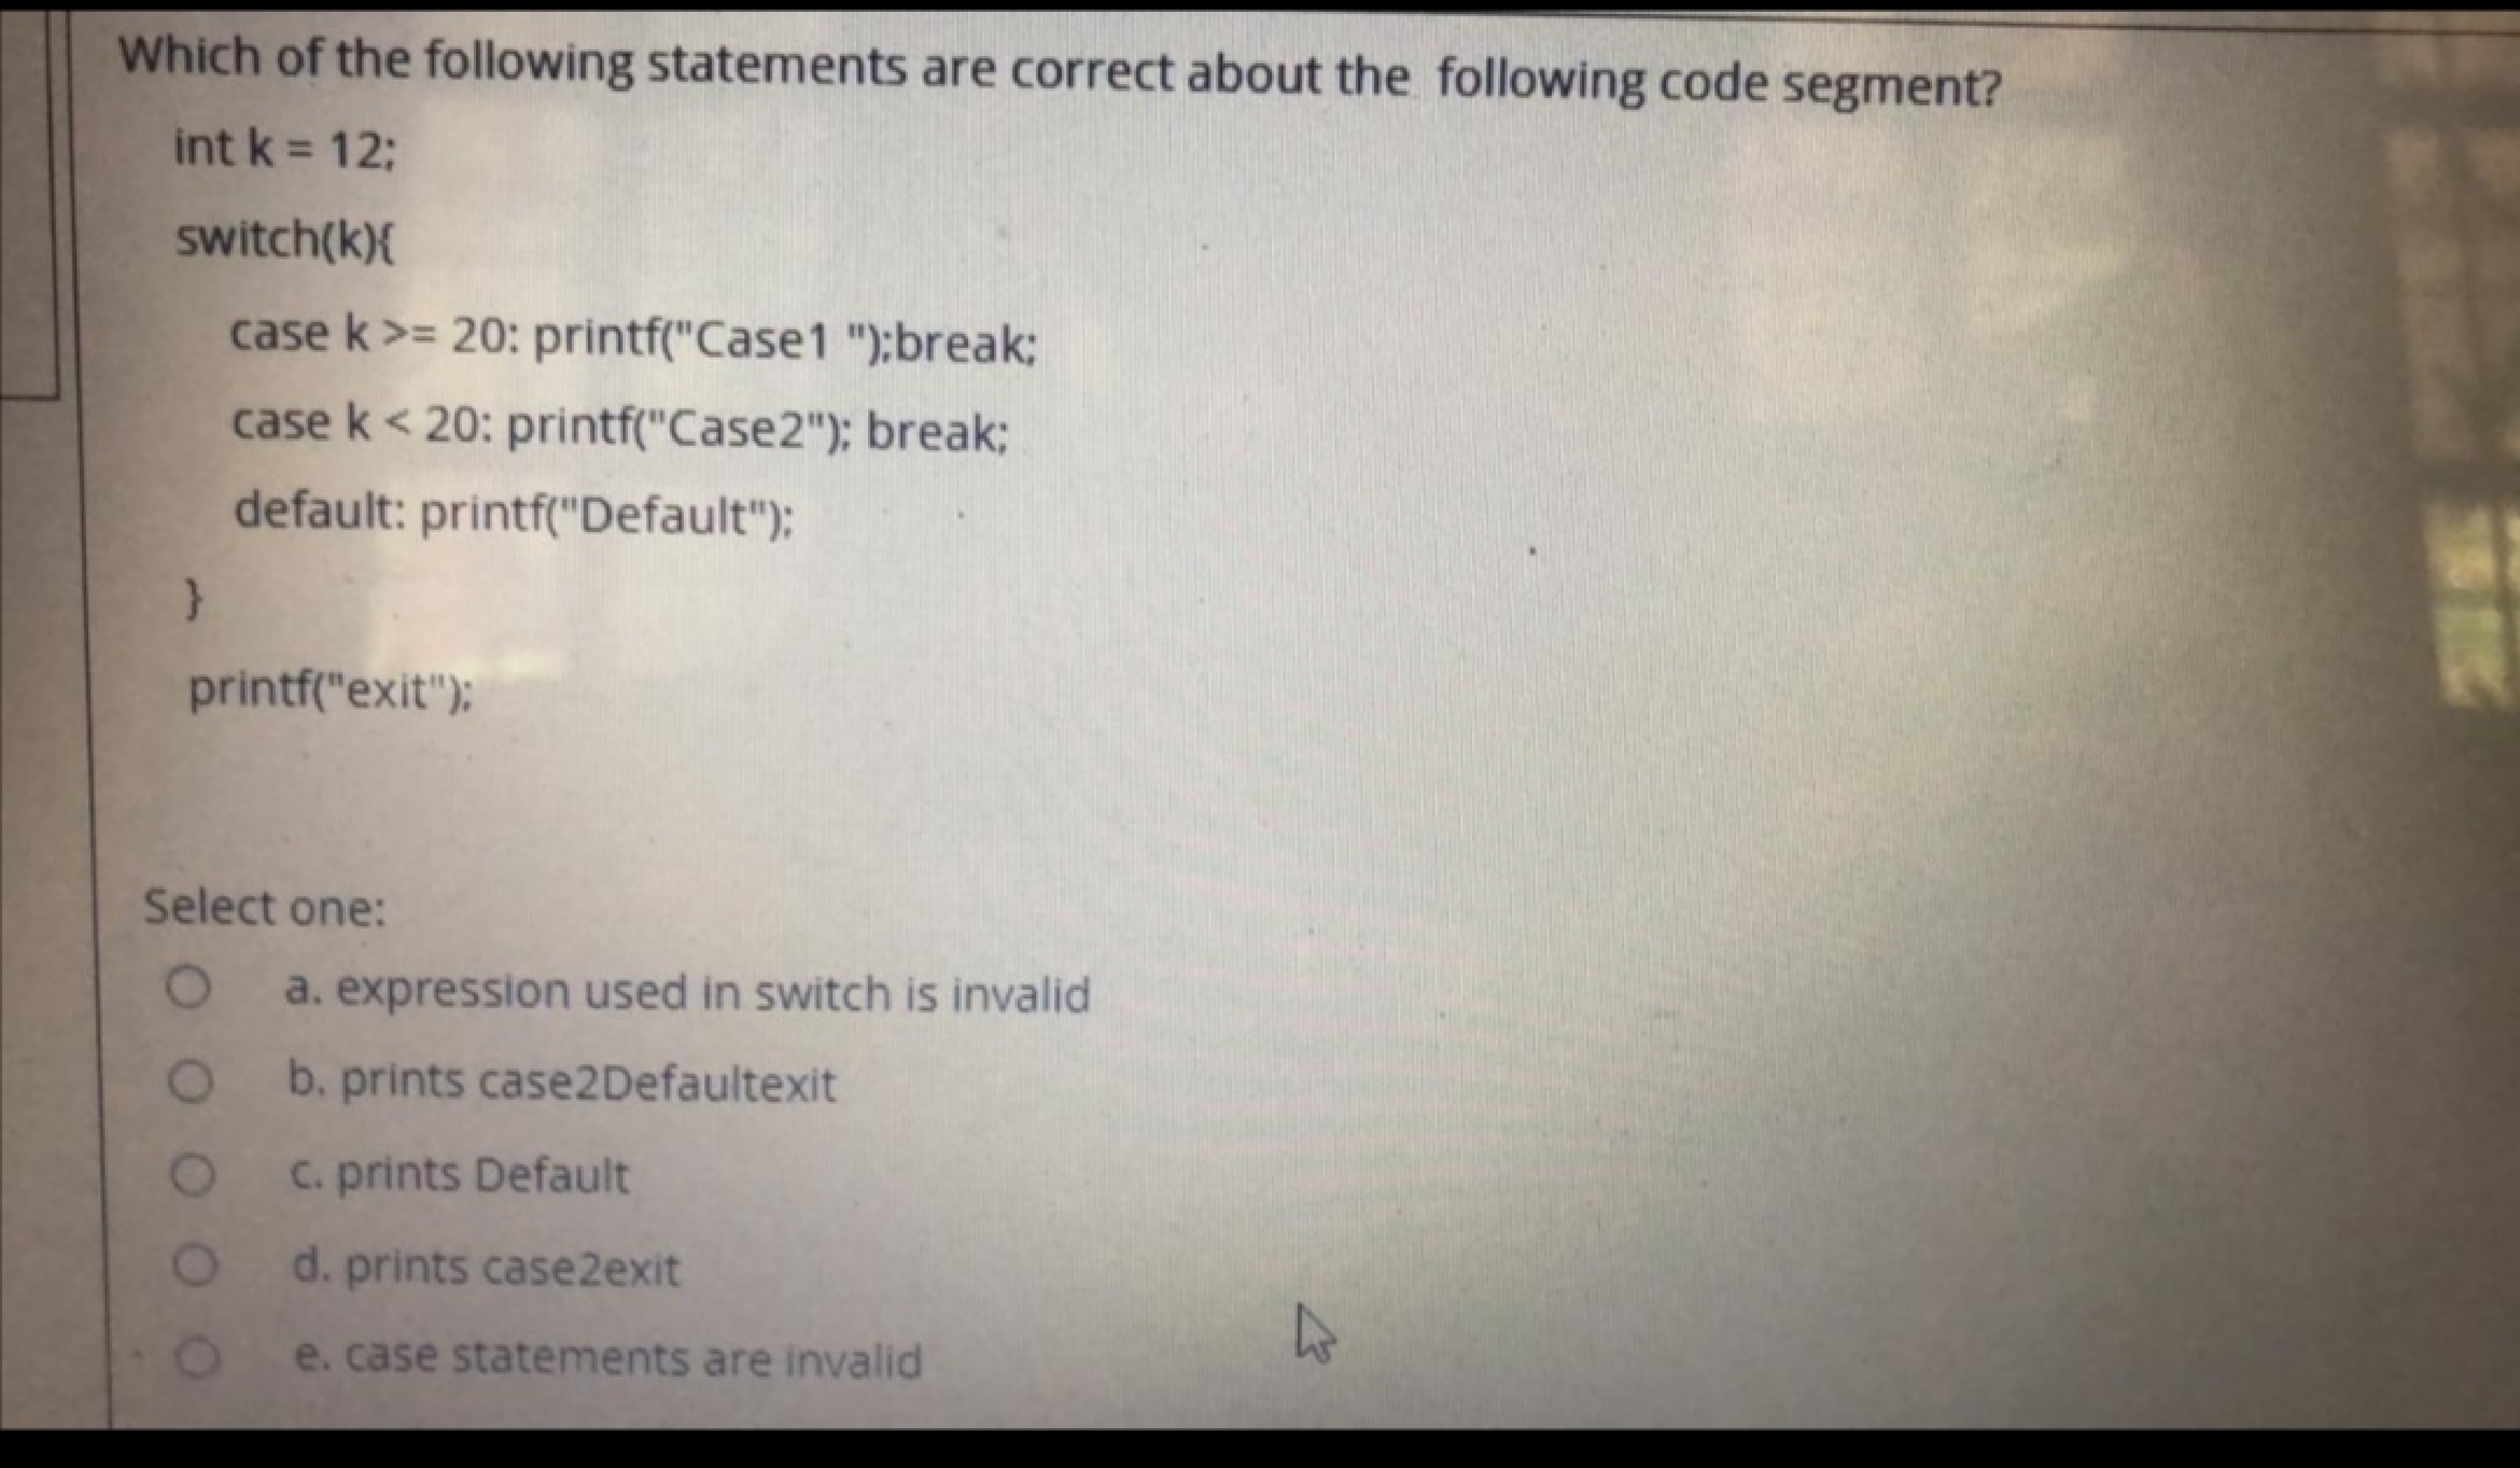 Which of the following statements are correct about the following code segment?
int k = 12;
switch(k){
case k >= 20: printf("Case1 ");break;
case k < 20: printf("Case2"); break;
default: printf("Default");
}
printf("exit");
Select one:
a. expression used in switch is invalid
b. prints case2Defaultexit
c. prints Default
d. prints case2exit
e. case statements are invalid